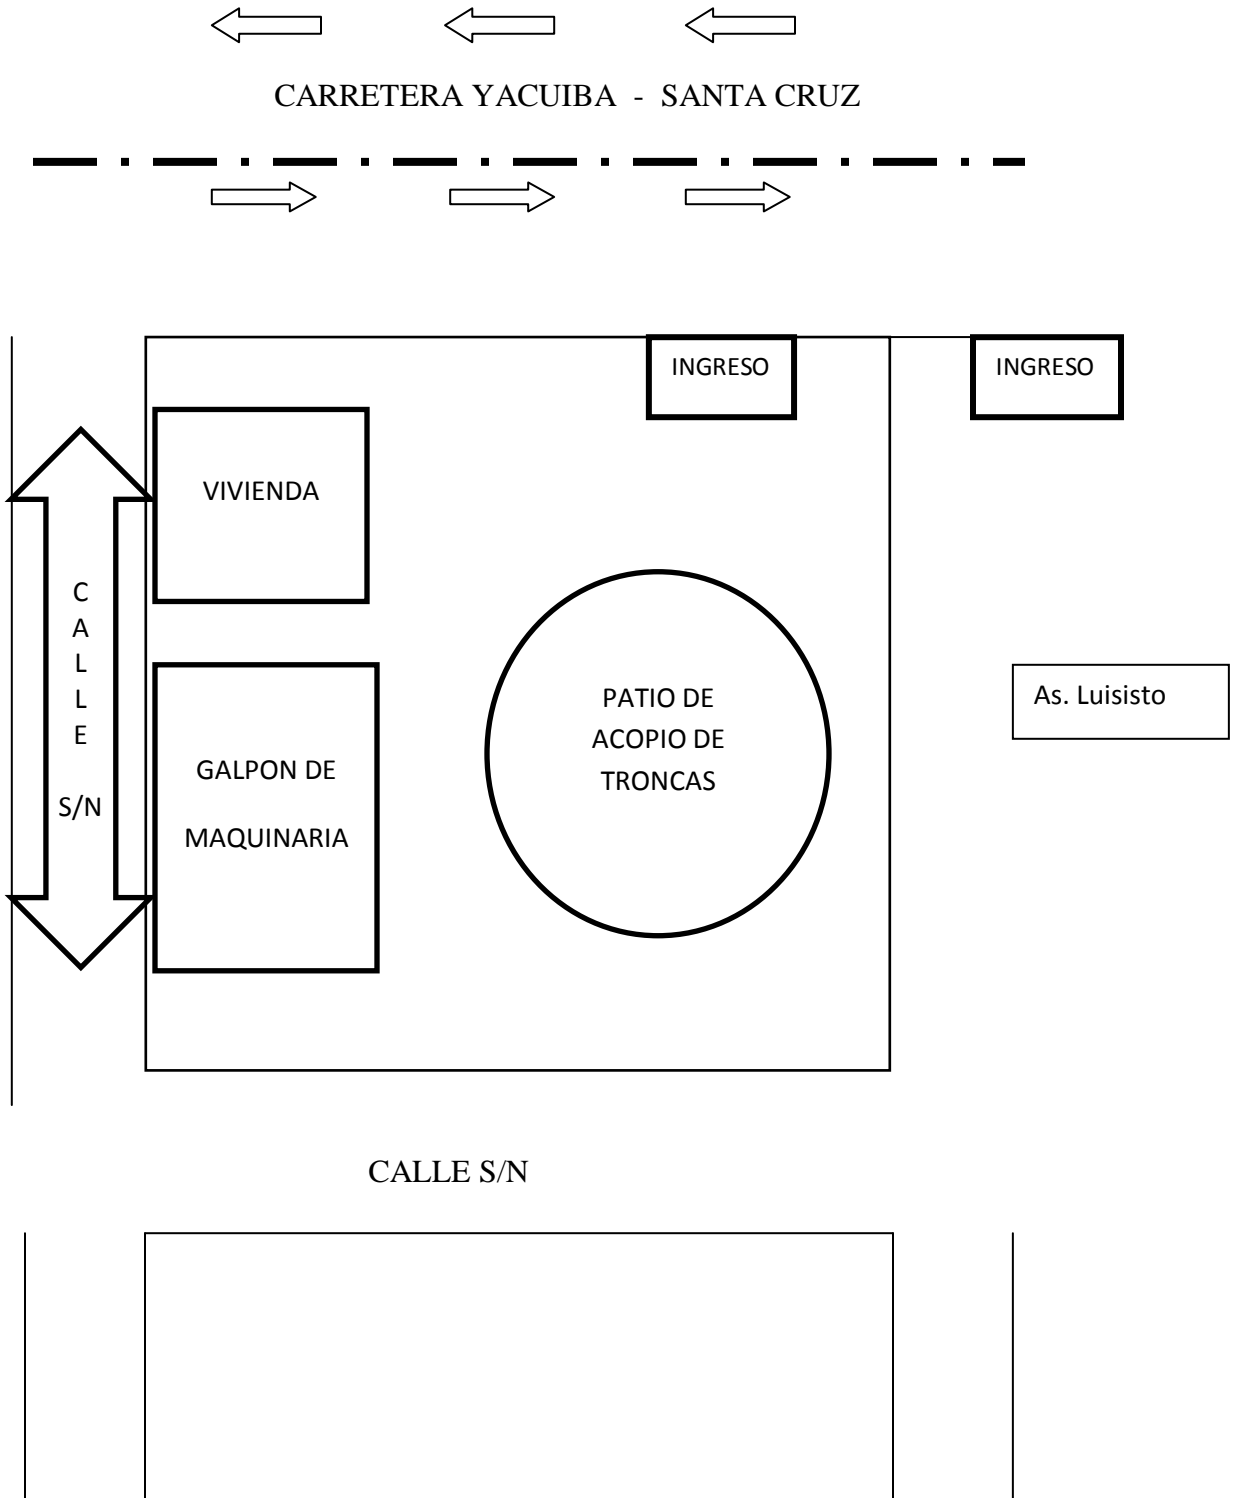 CARRETERA YACUIBA - SANTA CRUZ
INGRESO
INGRESO
VIVIENDA
C
A
L
L
E
S/N
GALPON DE
MAQUINARIA
PATIO DE
ACOPIO DE
TRONCAS
As. Luisisto
CALLE S/N